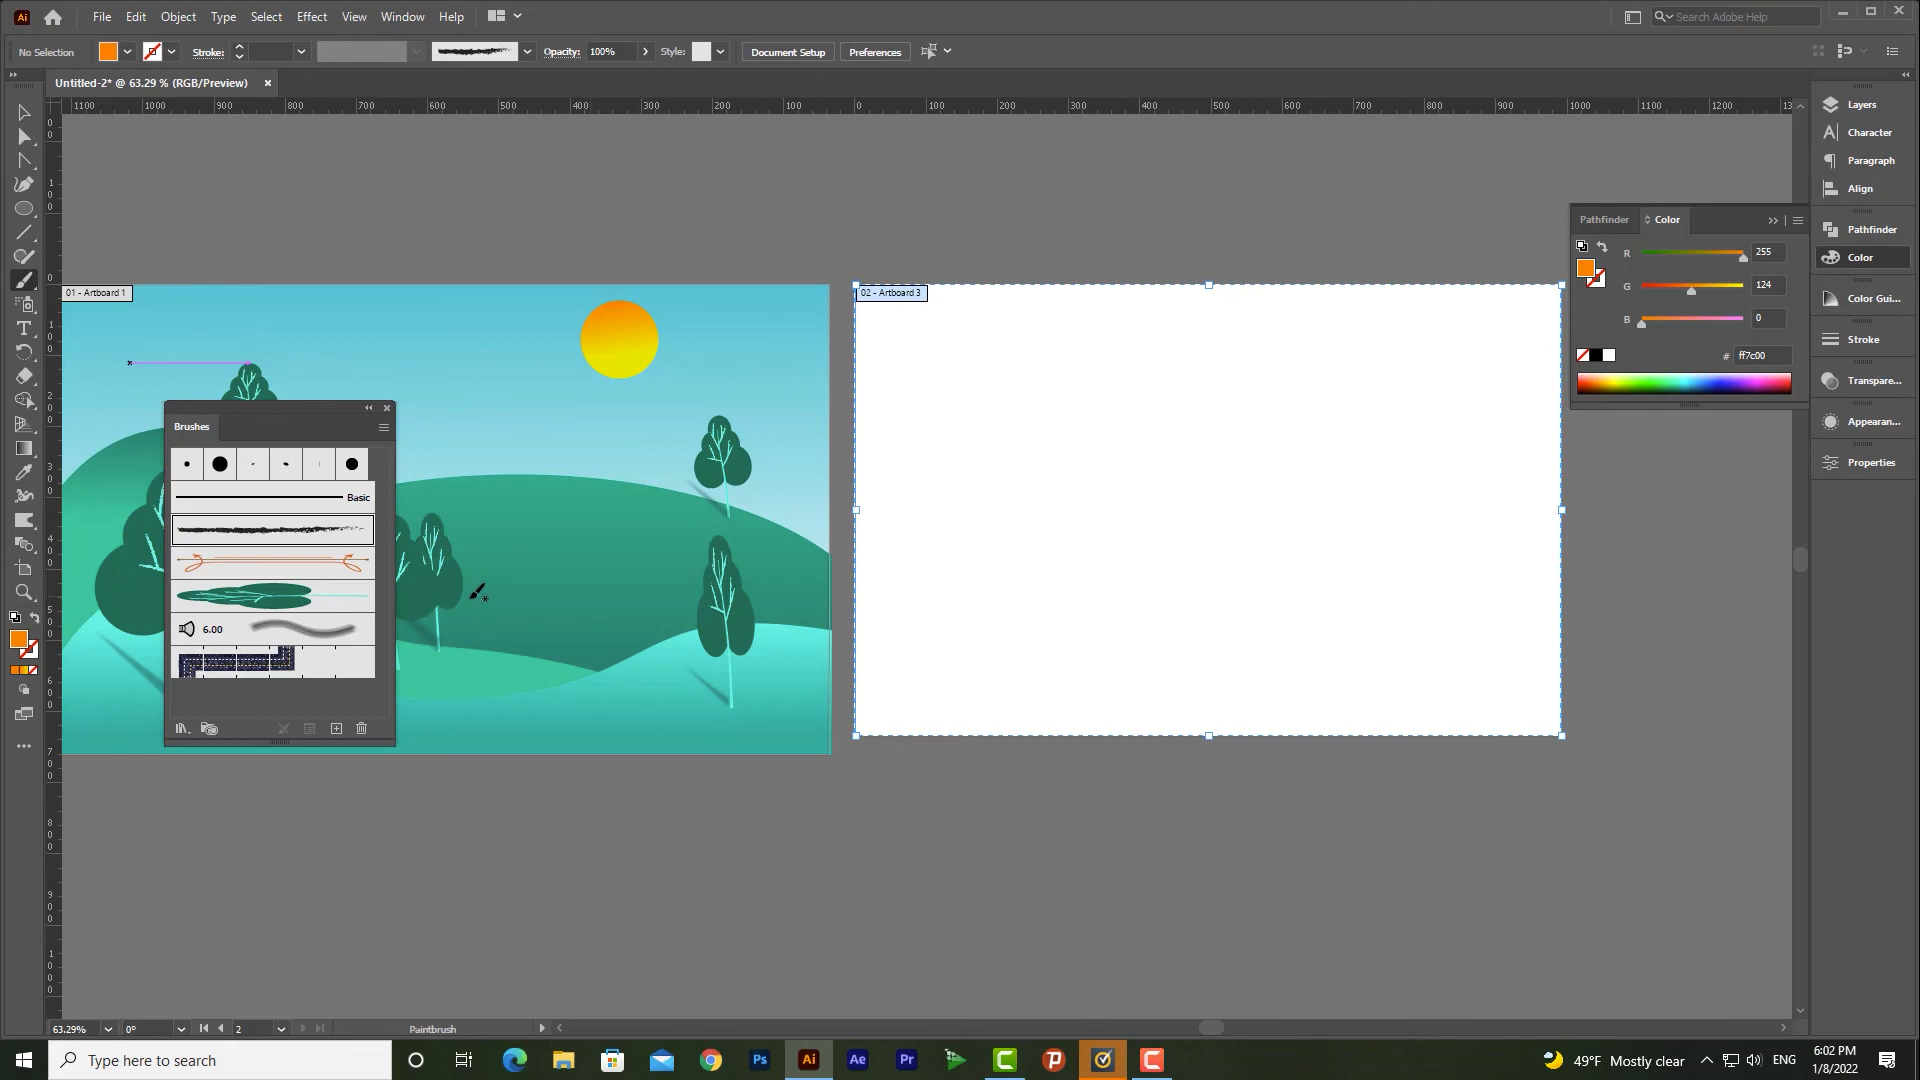 Ai File Edit Object Type Select Effect View Window Help Search Adobe Help
No Selection Stroke: Opacity: 100% Style: Document Setup Preferences
Untitled-2* @ 63.29 % (RGB/Preview)
1100 1000 900 800 700 600 500 400 300 200 100 0 100 200 300 400 500 600 700 800 900 1000 1100 1200 13
Layers
Character
Paragraph
Align
Pathfinder
Color
Color Gui...
Stroke
Transpare...
Appearan...
Properties
Pathfinder Color
R 255
G 124
B 0
# ff7c00
01 - Artboard 1
02 - Artboard 3
Brushes
Basic
6.00
63.29% 0° 2 Paintbrush
Type here to search
Ps Ai Ae Pr
49°F Mostly clear ENG
6:02 PM
1/8/2022